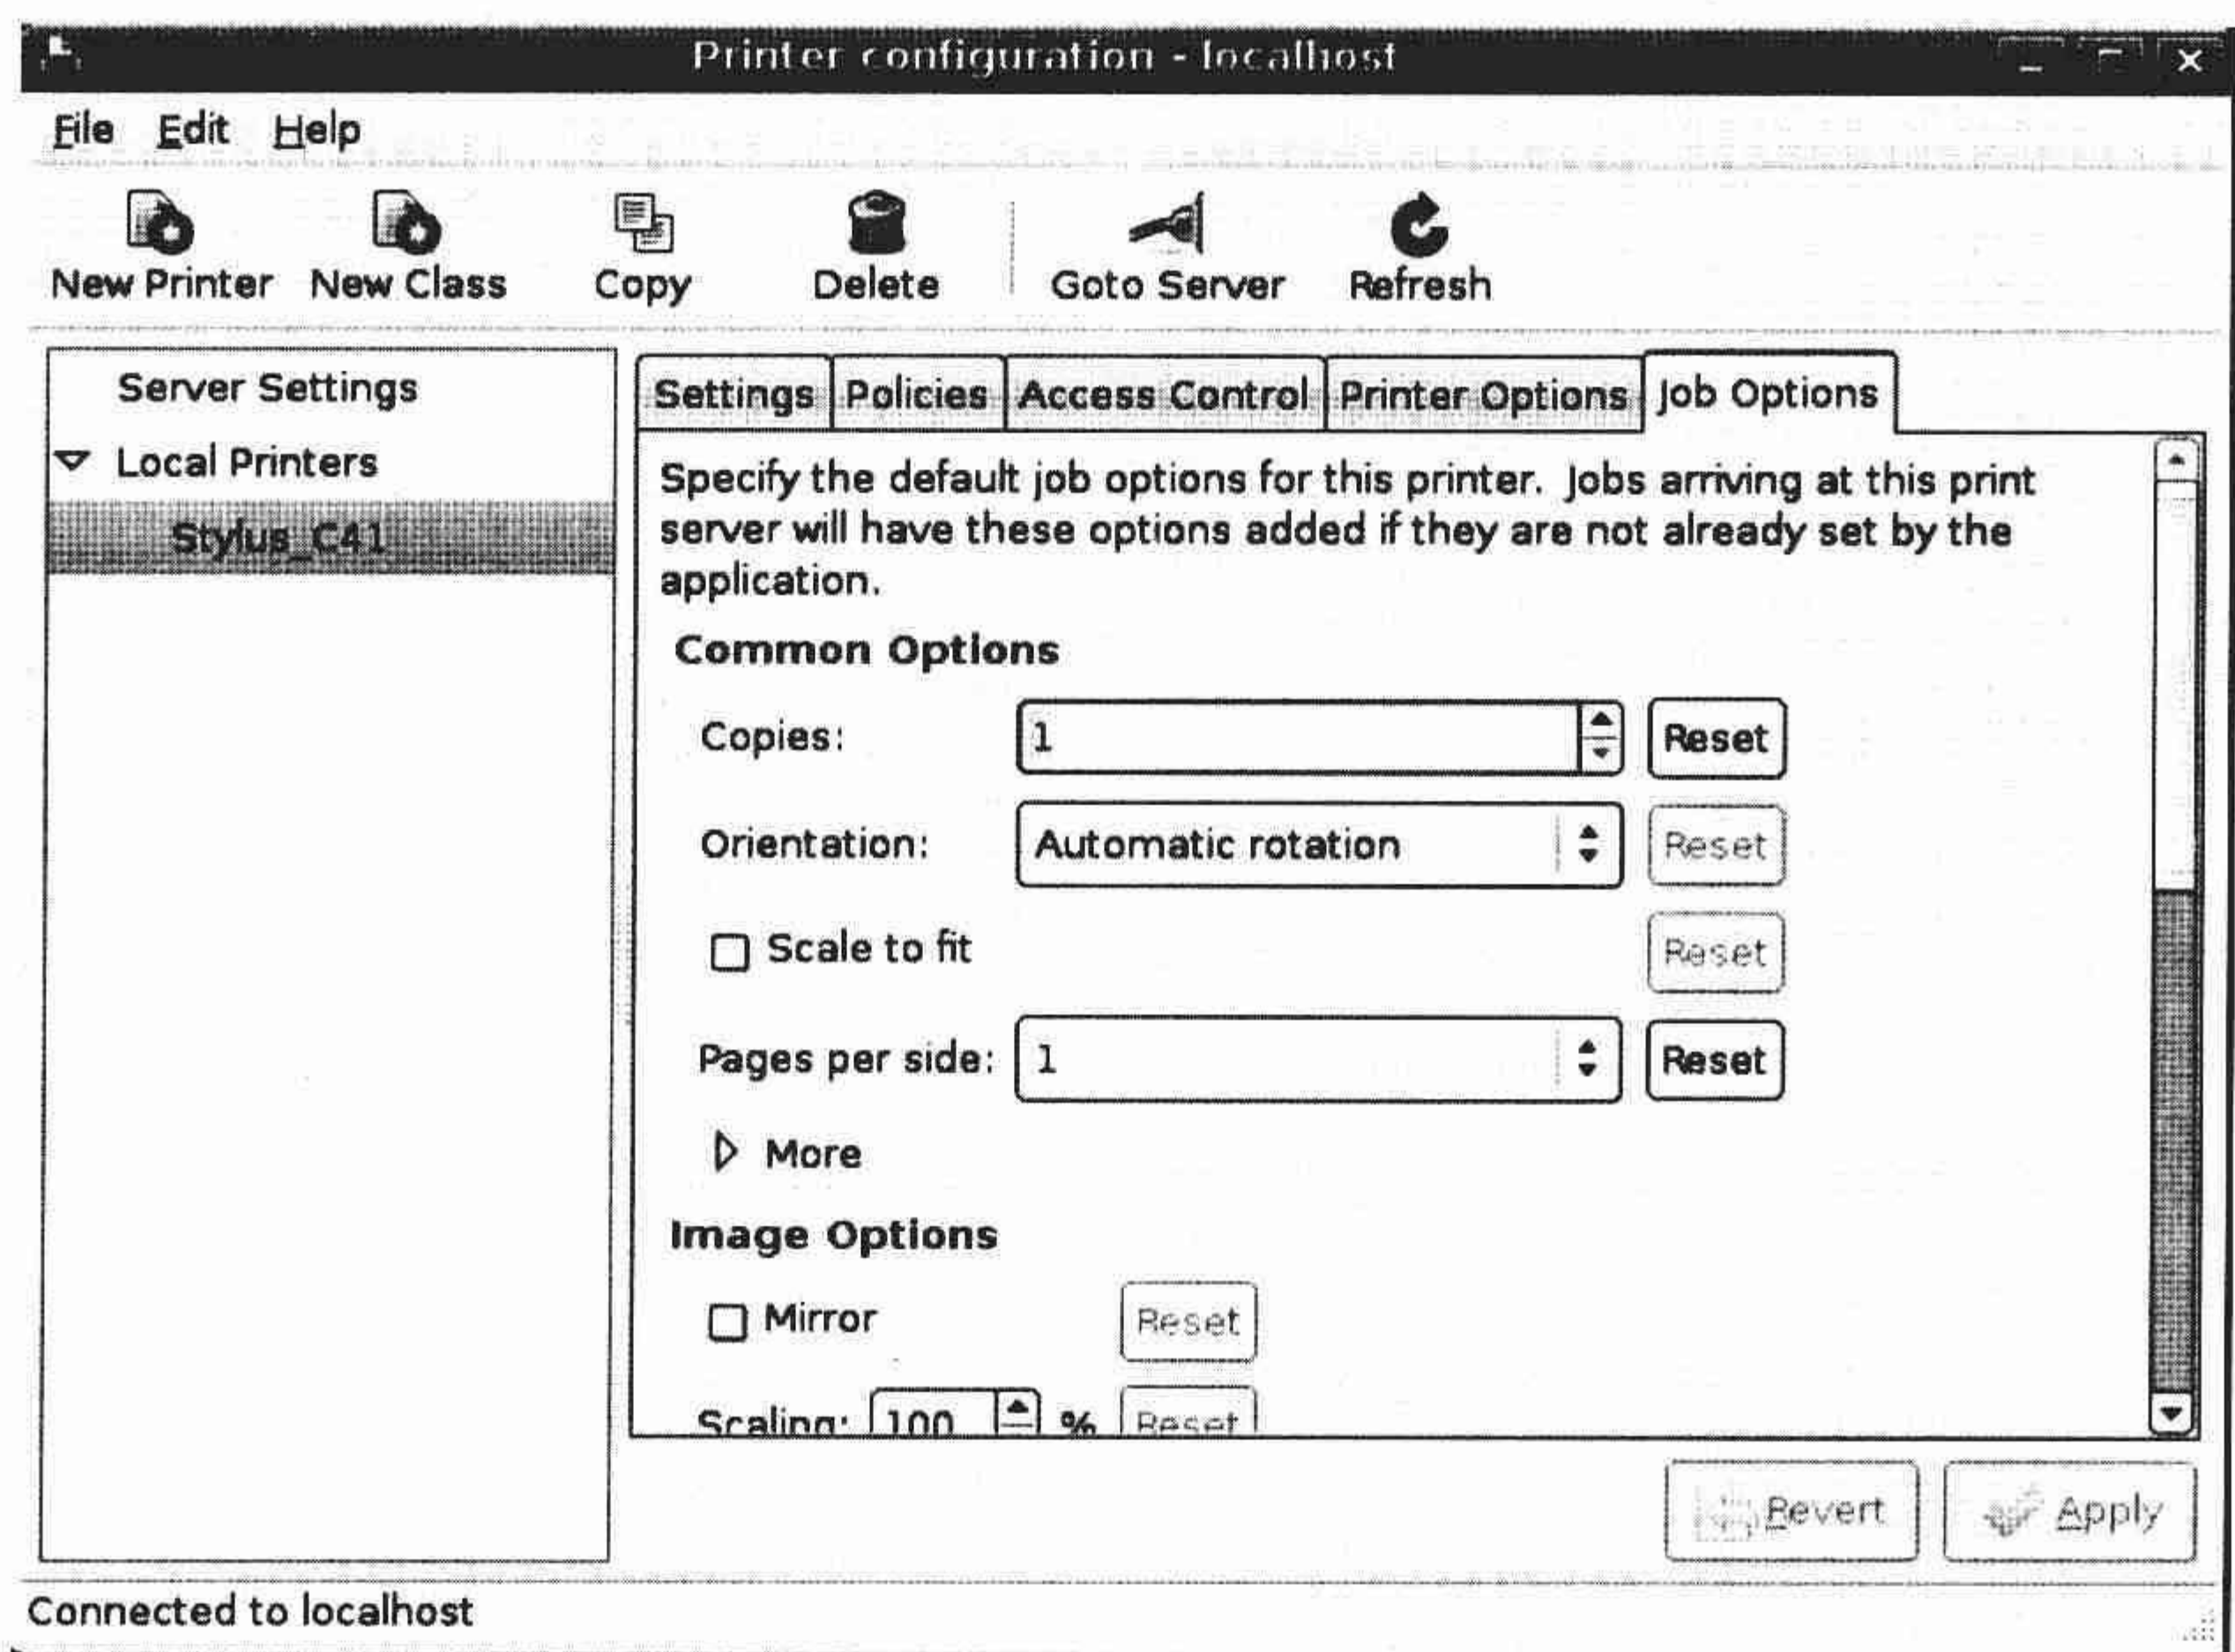 Printer configuration - localhost
File Edit Help
New Printer New Class Copy Delete Goto Server Refresh
Server Settings
Local Printers
Stylus_C41
Settings Policies Access Control Printer Options Job Options
Specify the default job options for this printer. Jobs arriving at this print
server will have these options added if they are not already set by the
application.
Common Options
Copies: 1 Reset
Orientation: Automatic rotation Reset
Scale to fit Reset
Pages per side: 1 Reset
More
Image Options
Mirror Reset
Scaling: 100 % Reset
Revert Apply
Connected to localhost